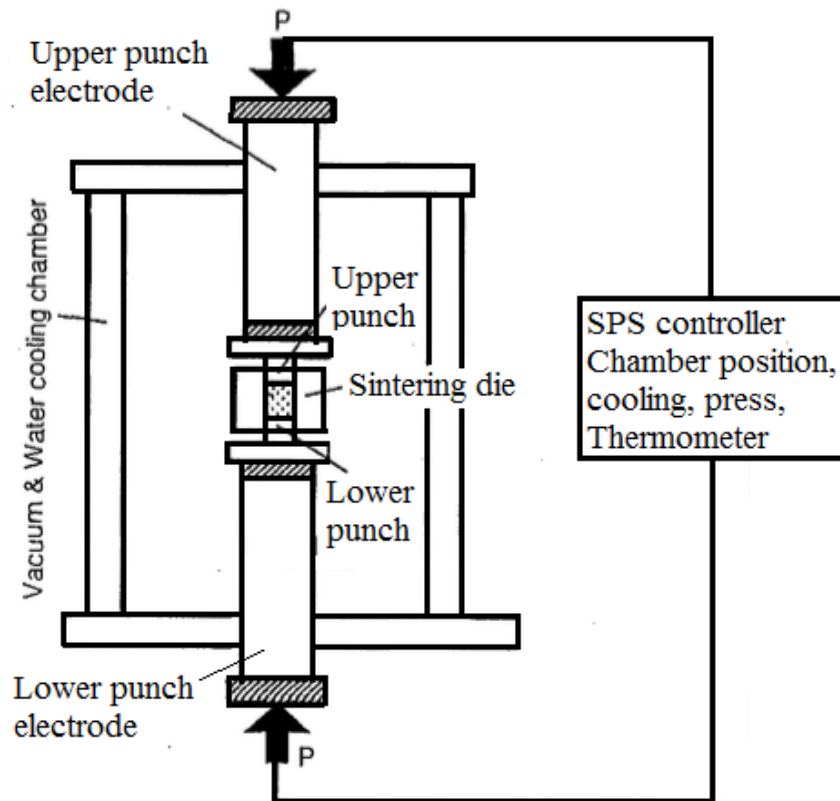 P
Upper punch
electrode
Vacuum & Water cooling chamber
Upper
punch
Sintering die
SPS controller
Chamber position,
cooling, press,
Thermometer
Lower
punch
Lower punch
electrode
P